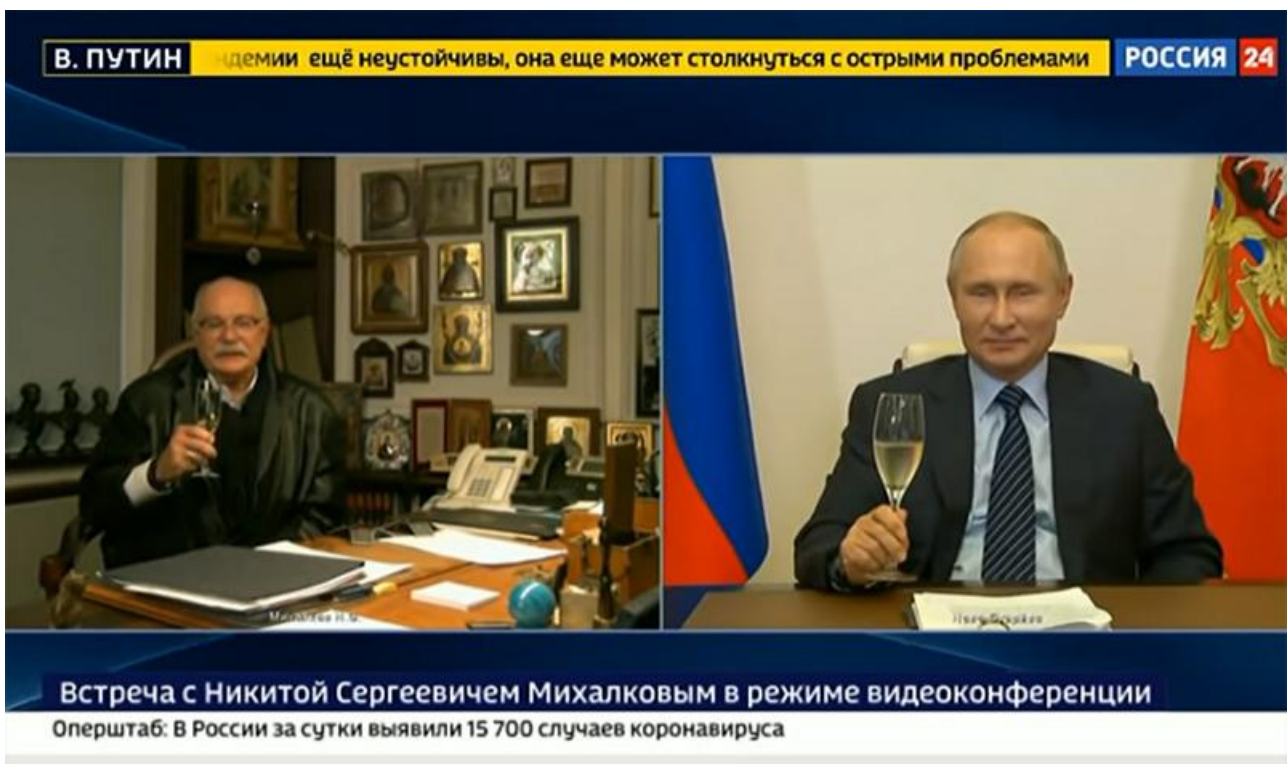 В. ПУТИН
демии ещё неустойчивы, она еще может столкнуться с острыми проблемами
РОССИЯ 24
Встреча с Никитой Сергеевичем Михалковым в режиме видеоконференции
Оперштаб: В России за сутки выявили 15 700 случаев коронавируса